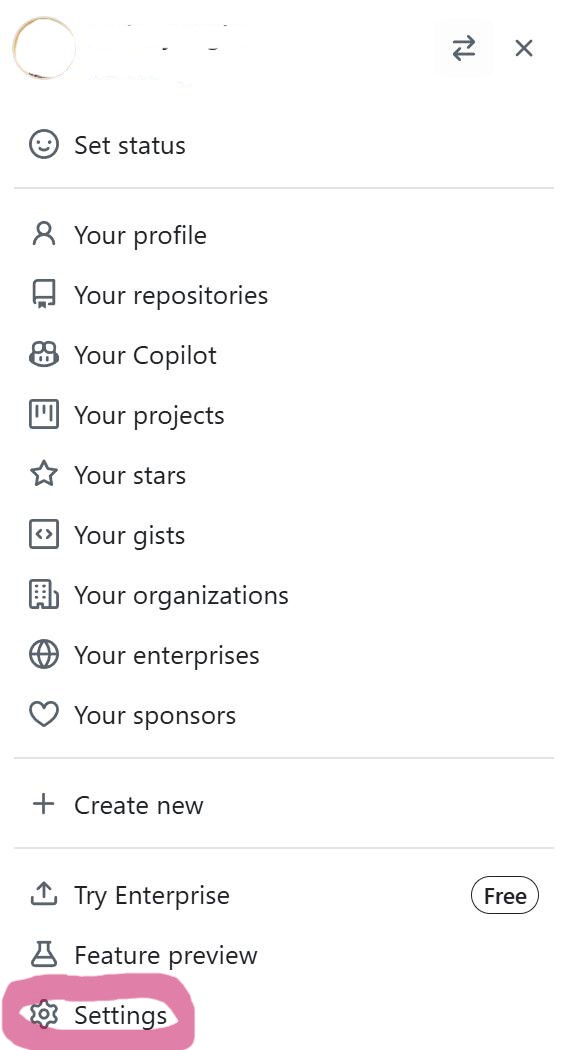 Set status
Your profile
Your repositories
Your Copilot
Your projects
Your stars
Your gists
Your organizations
Your enterprises
Your sponsors
Create new
Try Enterprise
Free
Feature preview
Settings